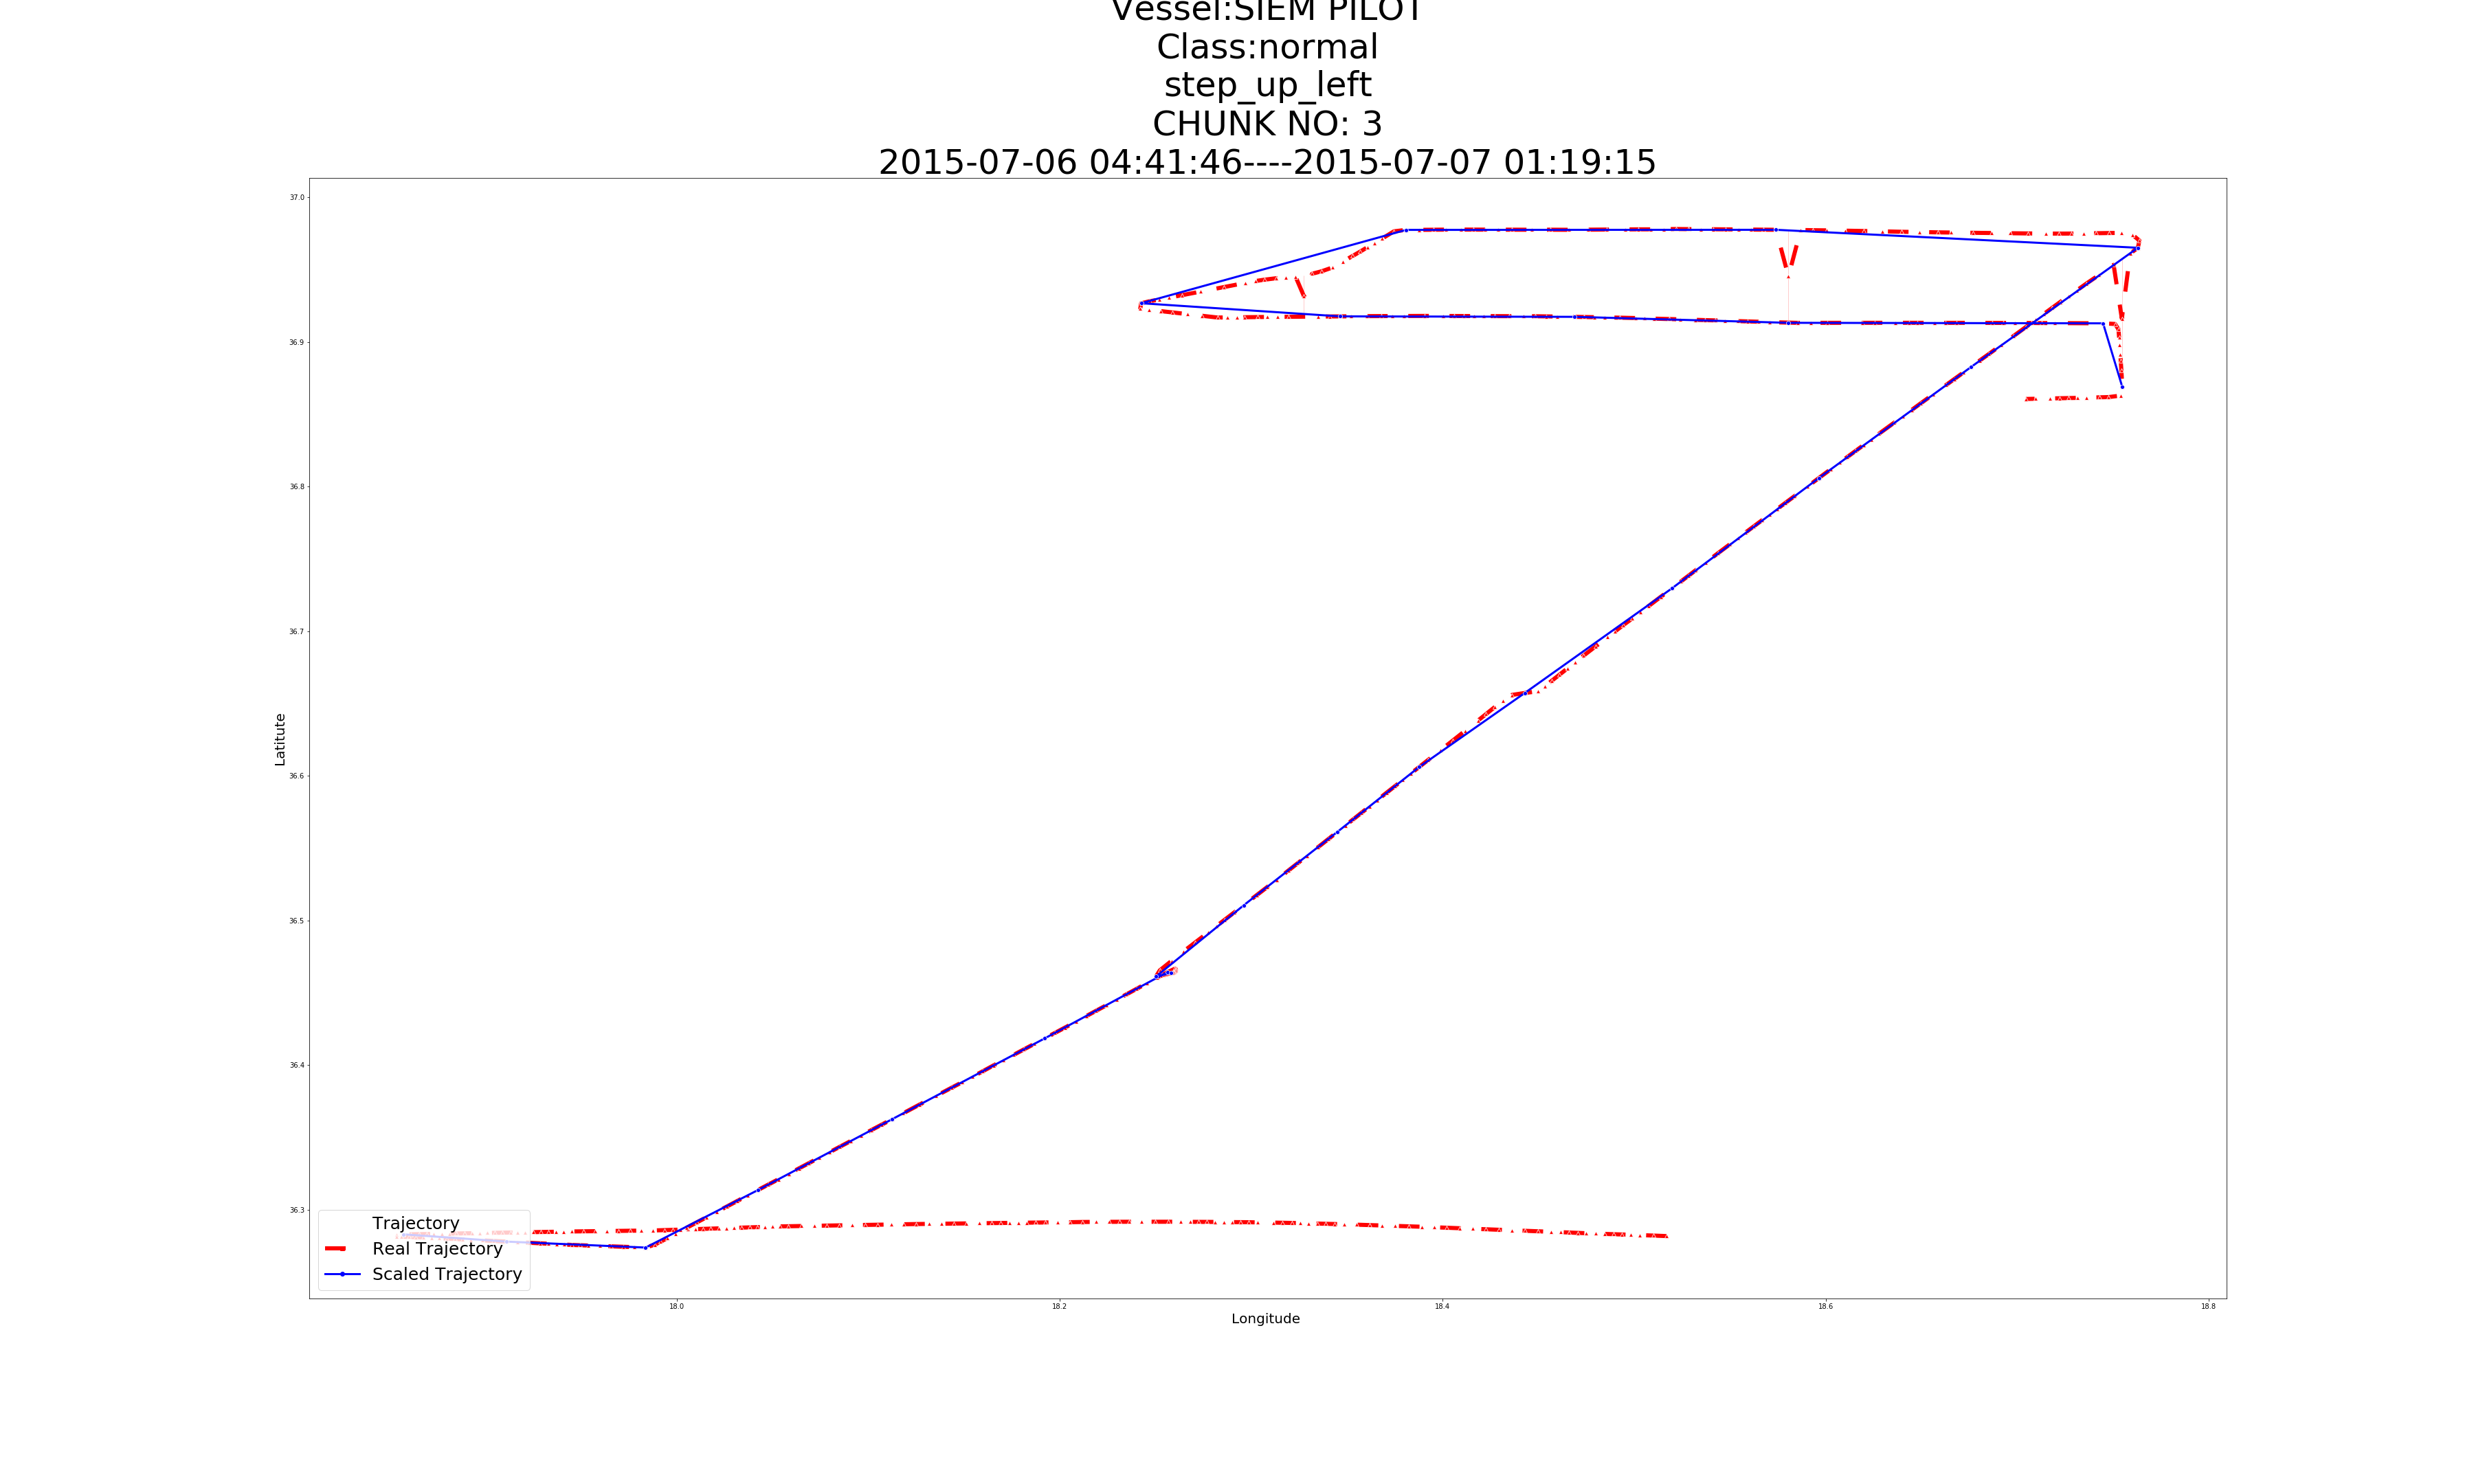 Vessel:SIEM PILOT
Class:normal
step_up_left
CHUNK NO: 3
2015-07-06 04:41:46----2015-07-07 01:19:15
37.0
36.9
36.8
36.7
36.6
36.5
36.4
36.3
Latitute
Trajectory
Real Trajectory
Scaled Trajectory
18.0
18.2
18.4
18.6
18.8
Longitude